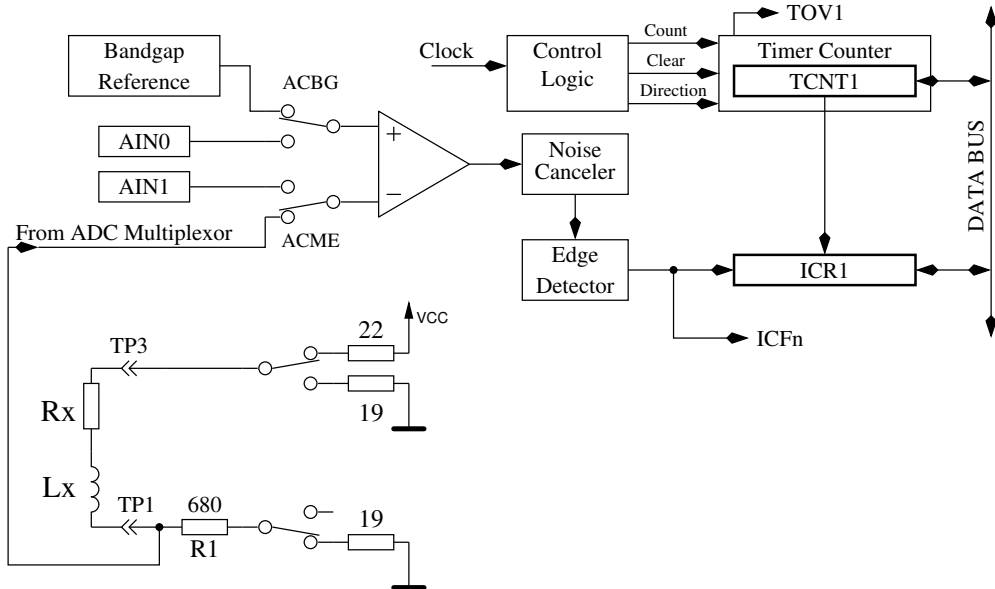 TOV1
Bandgap
Reference
ACBG
Clock
Control
Logic
Count
Clear
Direction
Timer Counter
TCNT1
AIN0
AIN1
+
−
Noise
Canceler
DATA BUS
From ADC Multiplexor
ACME
Edge
Detector
ICR1
ICFn
VCC
22
TP3
19
Rx
Lx
TP1
680
R1
19